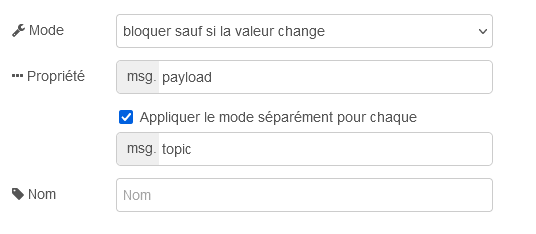 Mode
bloquer sauf si la valeur change
Propriété
msg. payload
Appliquer le mode séparément pour chaque
msg. topic
Nom
Nom